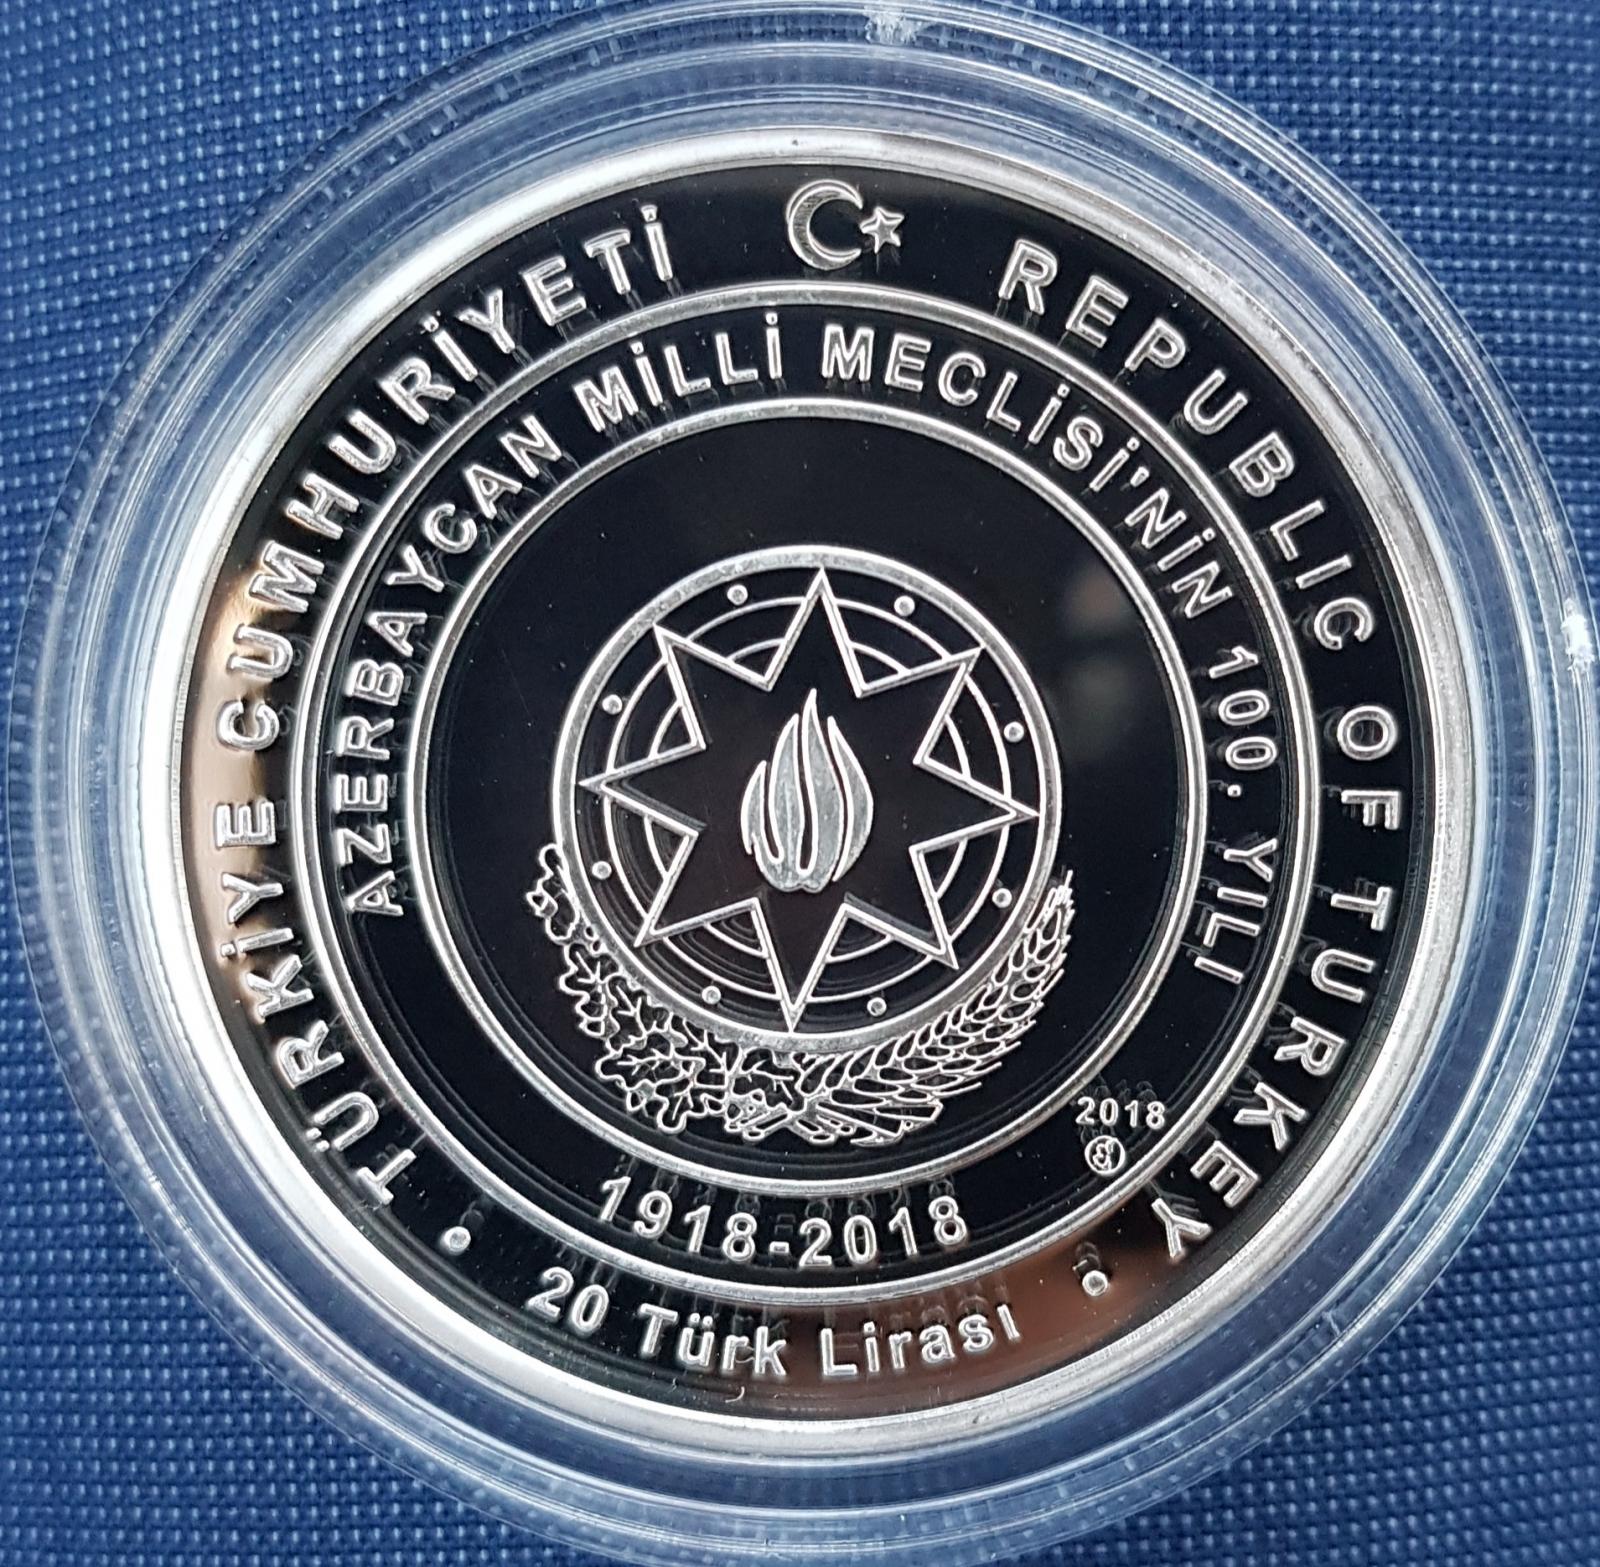 TÜRKİYE CUMHURİYETİ
REPUBLIC OF TURKEY
AZERBAYCAN MİLLİ MECLİSİ'NİN 100. YILI
2018
1918-2018
20 Türk Lirası